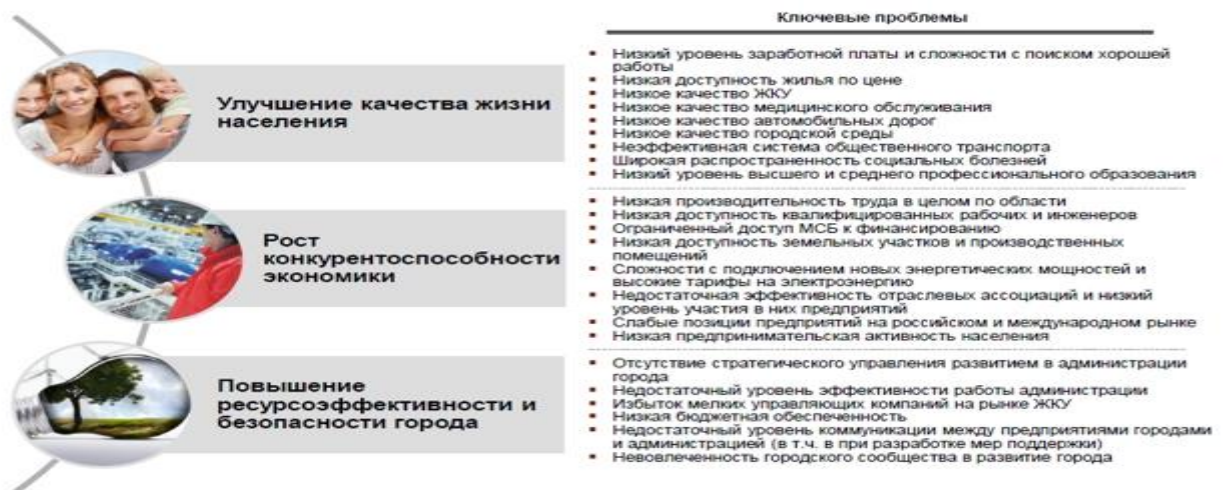 Ключевые проблемы
Улучшение качества жизни
населения
▪ Низкий уровень заработной платы и сложности с поиском хорошей
работы
▪ Низкая доступность жилья по цене
▪ Низкое качество ЖКУ
▪ Низкое качество медицинского обслуживания
▪ Низкое качество автомобильных дорог
▪ Низкое качество городской среды
▪ Неэффективная система общественного транспорта
▪ Широкая распространенность социальных болезней
▪ Низкий уровень высшего и среднего профессионального образования
Рост
конкурентоспособности
экономики
▪ Низкая производительность труда в целом по области
▪ Низкая доступность квалифицированных рабочих и инженеров
▪ Ограниченный доступ МСБ к финансированию
▪ Низкая доступность земельных участков и производственных
помещений
▪ Сложности с подключением новых энергетических мощностей и
высокие тарифы на электроэнергию
▪ Недостаточная эффективность отраслевых ассоциаций и низкий
уровень участия в них предприятий
▪ Слабые позиции предприятий на российском и международном рынке
▪ Низкая предпринимательская активность населения
Повышение
ресурсоэффективности и
безопасности города
▪ Отсутствие стратегического управления развитием в администрации
города
▪ Недостаточный уровень эффективности работы администрации
▪ Избыток мелких управляющих компаний на рынке ЖКУ
▪ Низкая бюджетная обеспеченность
▪ Недостаточный уровень коммуникации между предприятиями городами
и администрацией (в т.ч. в при разработке мер поддержки)
▪ Невовлеченность городского сообщества в развитие города